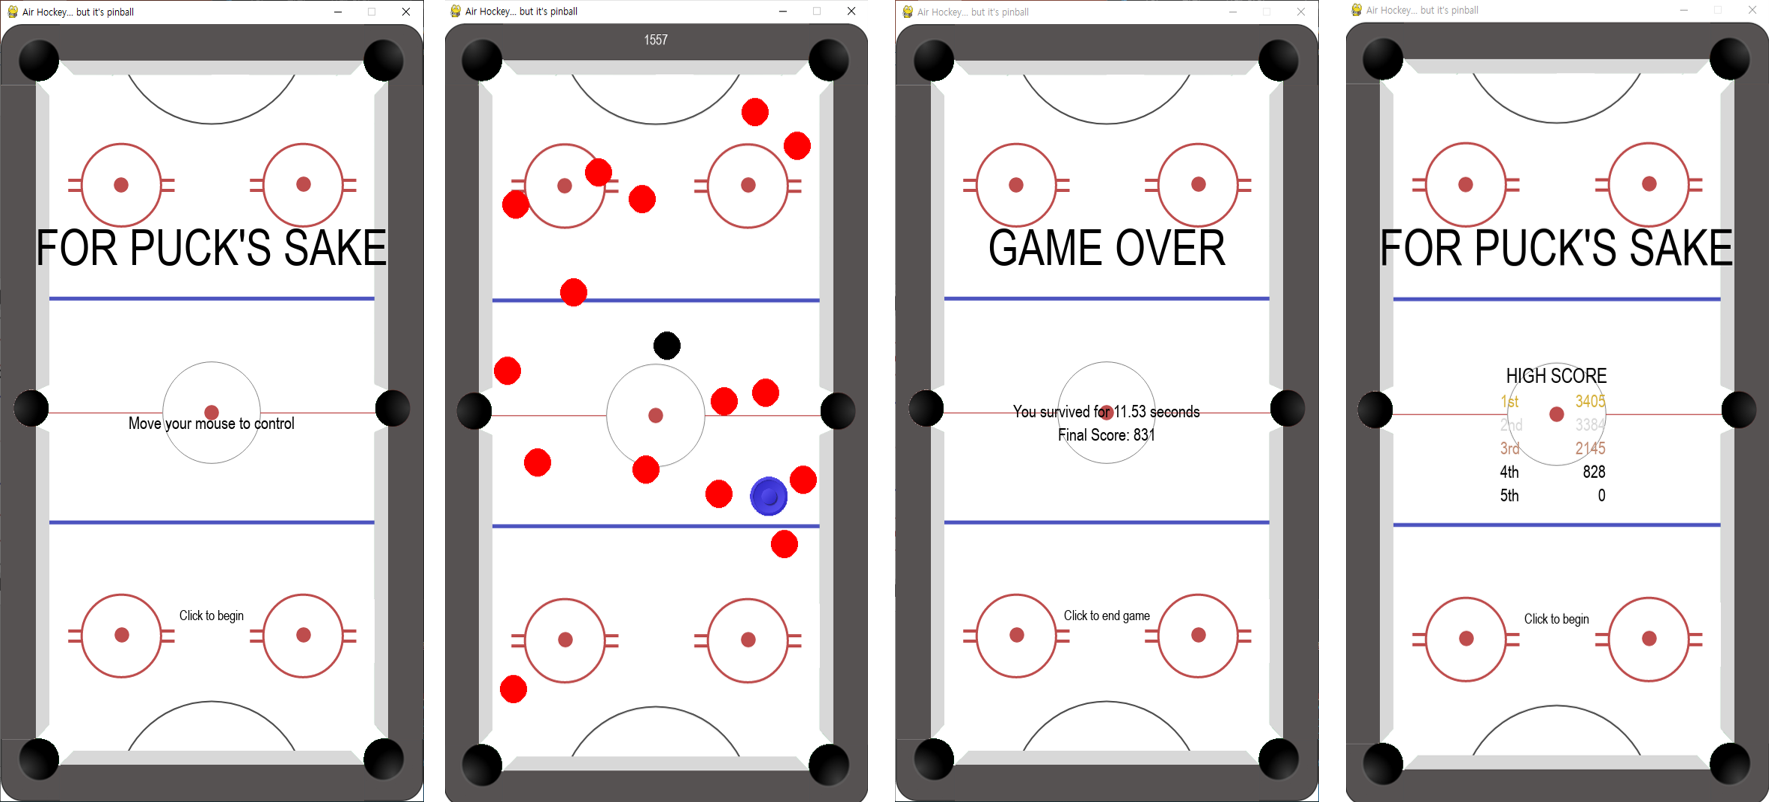 Air Hockey... but it's pinball
FOR PUCK'S SAKE
Move your mouse to control
Click to begin
Air Hockey... but it's pinball
1557
Air Hockey... but it's pinball
GAME OVER
You survived for 11.53 seconds
Final Score: 831
Click to end game
Air Hockey... but it's pinball
FOR PUCK'S SAKE
HIGH SCORE
1st 3405
2nd 3384
3rd 2145
4th 828
5th 0
Click to begin